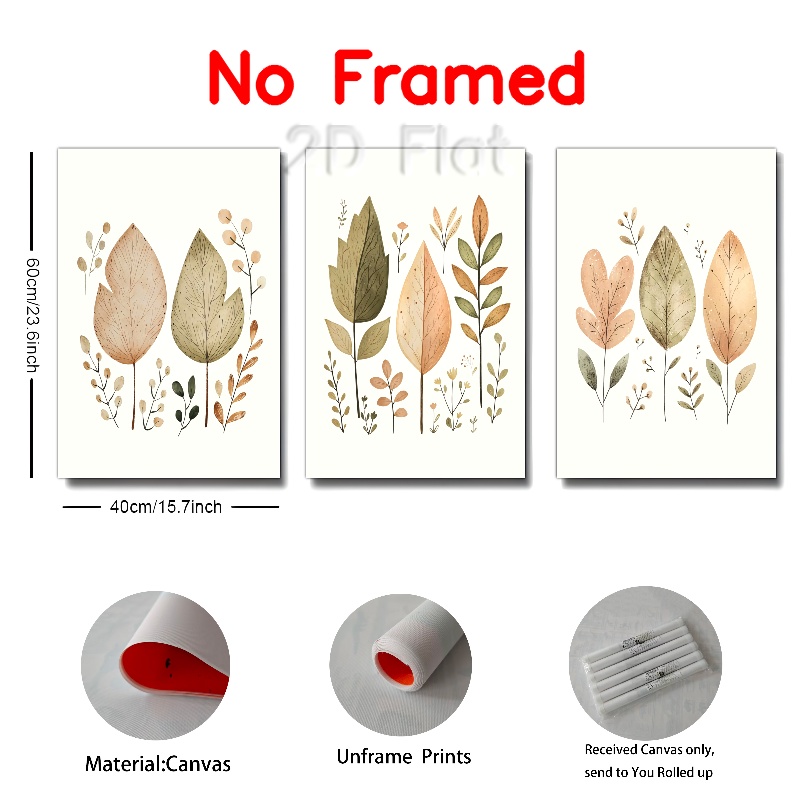 No Framed
2D Flat
60cm/23.6inch
40cm/15.7inch
Material:Canvas
Unframe Prints
Received Canvas only,
send to You Rolled up